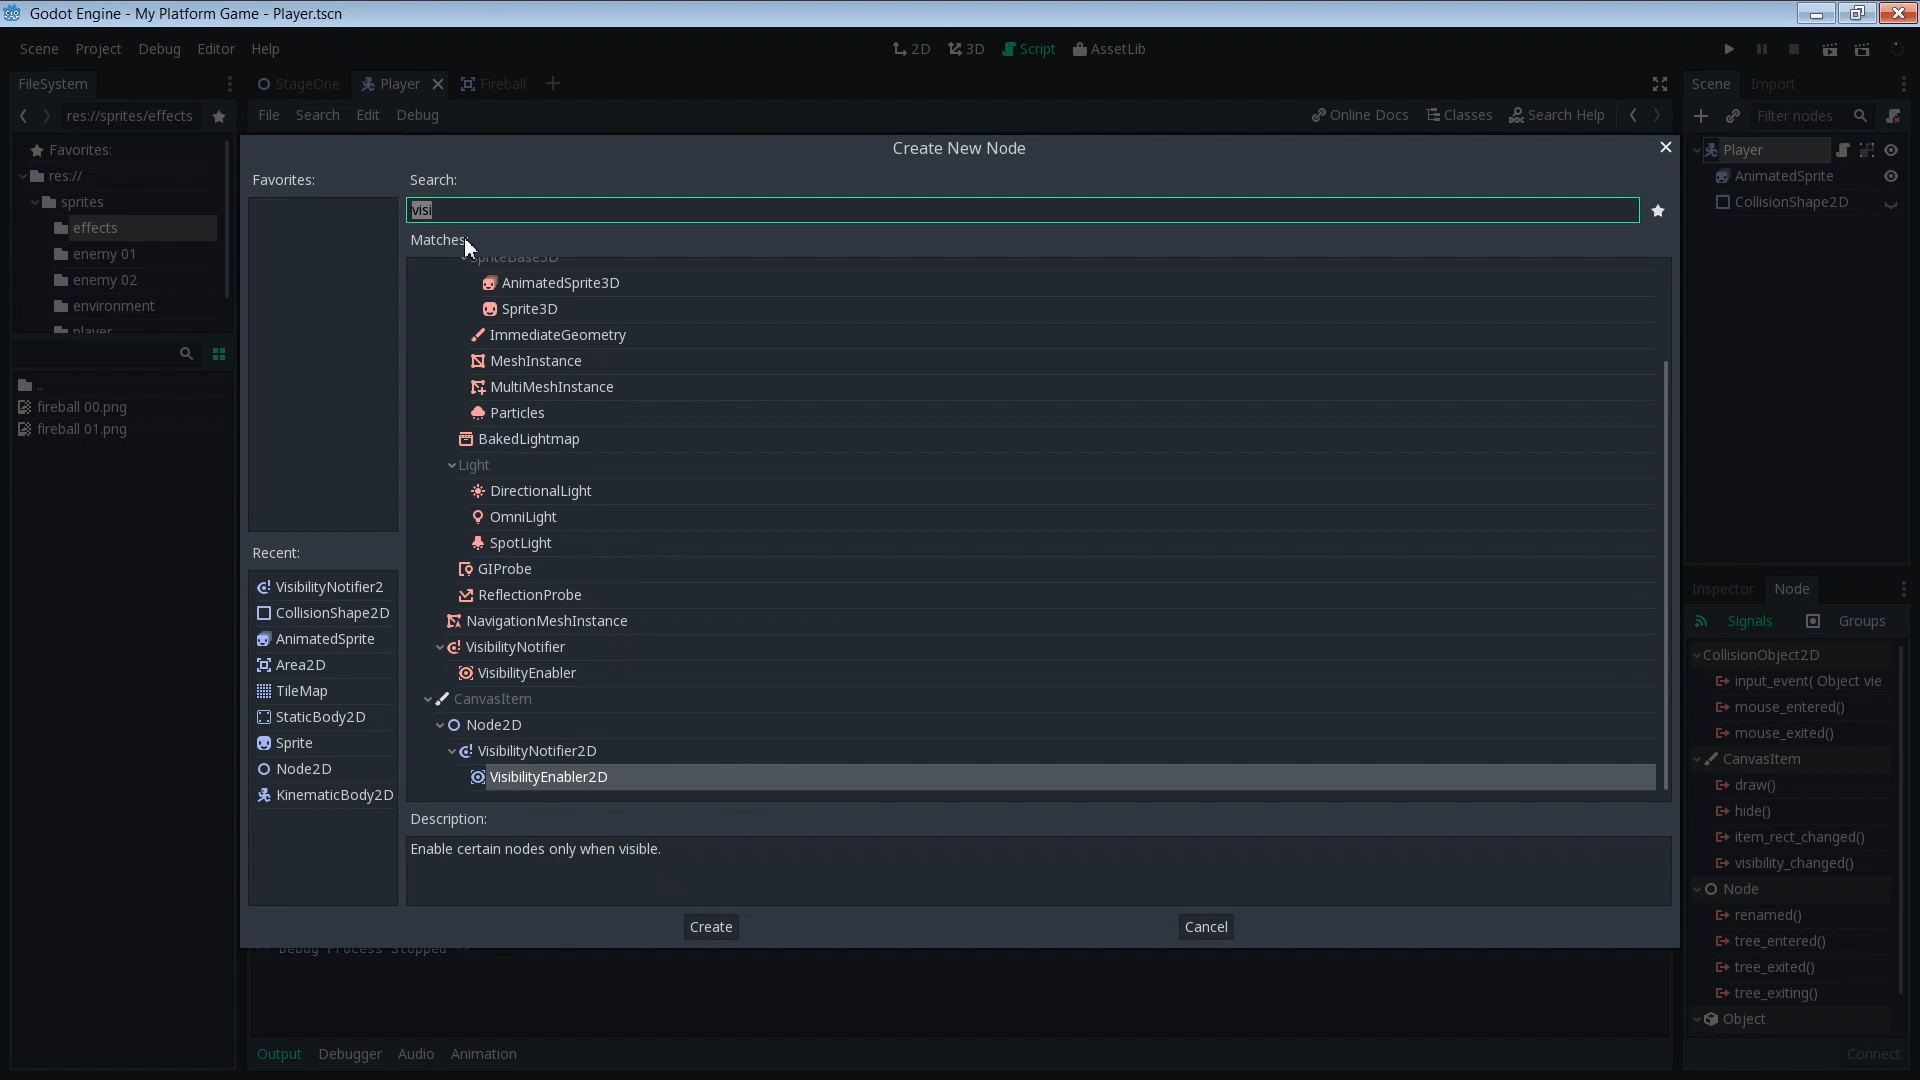 Godot Engine - My Platform Game - Player.tscn
Scene Project Debug Editor Help
2D 3D Script AssetLib
FileSystem
StageOne Player Fireball
Scene Import
res://sprites/effects
File Search Edit Debug
Online Docs Classes Search Help
Filter nodes
Favorites:
res://
sprites
effects
enemy 01
enemy 02
environment
player
..
fireball 00.png
fireball 01.png
Create New Node
Favorites:
Search:
visi
Matches:
SpriteBase3D
AnimatedSprite3D
Sprite3D
ImmediateGeometry
MeshInstance
MultiMeshInstance
Particles
BakedLightmap
Light
DirectionalLight
OmniLight
SpotLight
GIProbe
ReflectionProbe
NavigationMeshInstance
VisibilityNotifier
VisibilityEnabler
CanvasItem
Node2D
VisibilityNotifier2D
VisibilityEnabler2D
Recent:
VisibilityNotifier2
CollisionShape2D
AnimatedSprite
Area2D
TileMap
StaticBody2D
Sprite
Node2D
KinematicBody2D
Description:
Enable certain nodes only when visible.
Create Cancel
Debug Process Stopped
Output Debugger Audio Animation
Player
AnimatedSprite
CollisionShape2D
Inspector Node
Signals Groups
CollisionObject2D
input_event( Object vie
mouse_entered()
mouse_exited()
CanvasItem
draw()
hide()
item_rect_changed()
visibility_changed()
Node
renamed()
tree_entered()
tree_exited()
tree_exiting()
Object
Connect